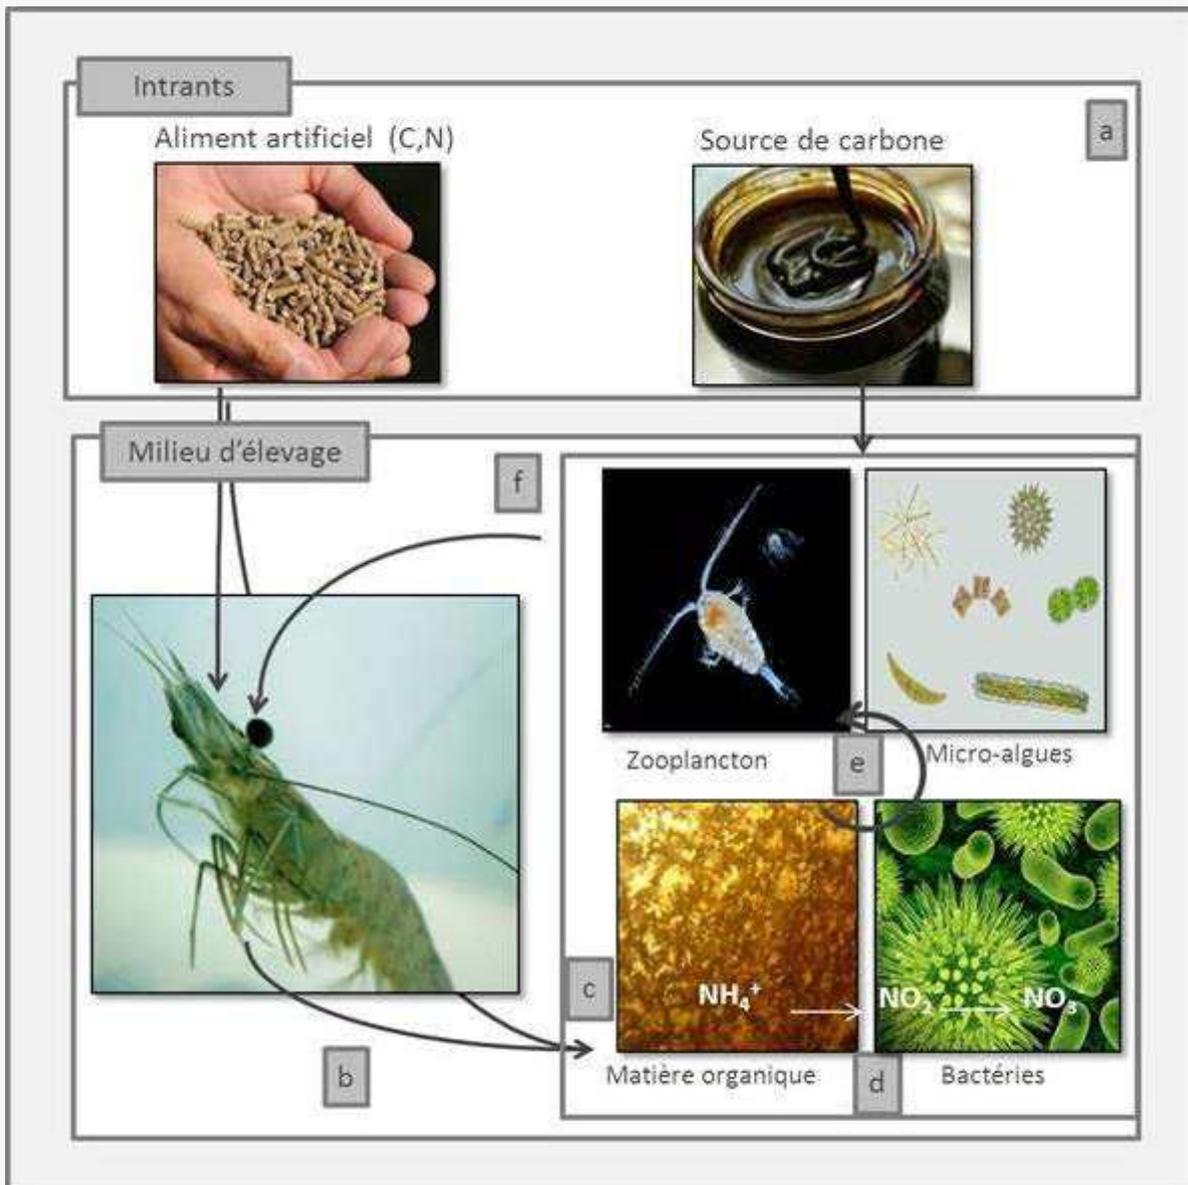 Intrants
a
Aliment artificiel (C,N)
Source de carbone
Milieu d'élevage
f
Zooplancton
e
Micro-algues
c
NH₄⁺
NO₂
NO₃
b
Matière organique
d
Bactéries